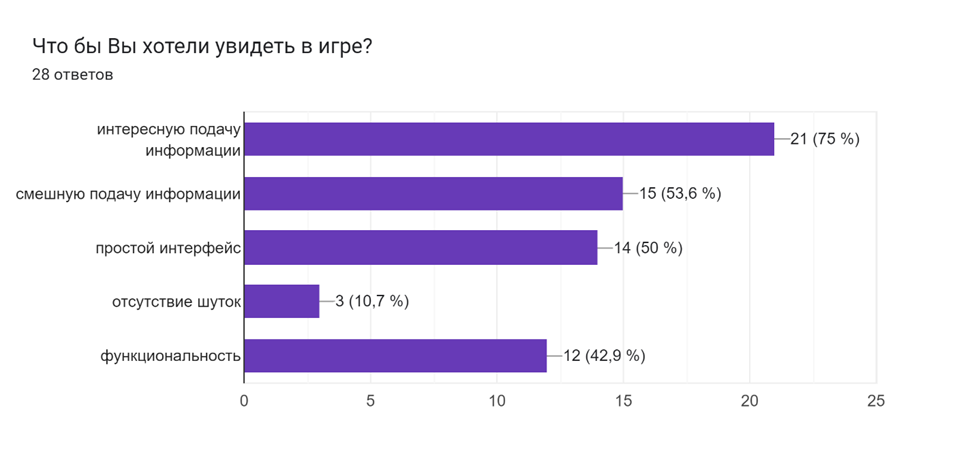 Что бы Вы хотели увидеть в игре?
28 ответов
интересную подачу
информации
21 (75 %)
смешную подачу информации
15 (53,6 %)
простой интерфейс
14 (50 %)
отсутствие шуток
3 (10,7 %)
функциональность
12 (42,9 %)
0 5 10 15 20 25